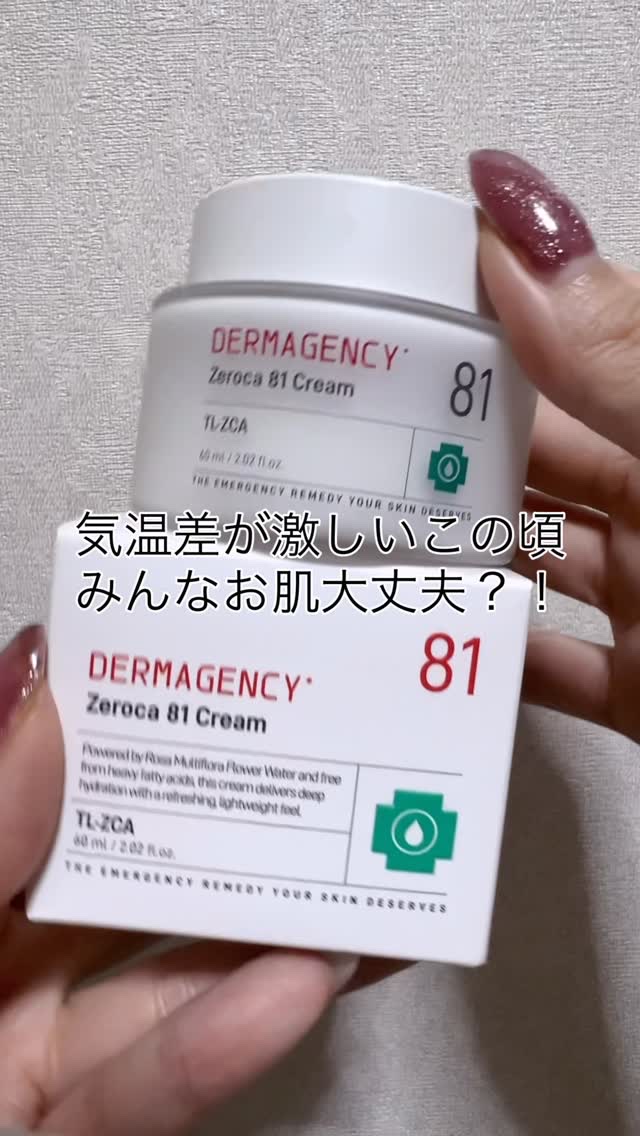 DERMAGENCY
Zeroca 81 Cream
81
TL-ZCA
60 ml / 2.02 fl.oz.
THE EMERGENCY REMEDY YOUR SKIN DESERVES
気温差が激しいこの頃
みんなお肌大丈夫？！
DERMAGENCY
81
Zeroca 81 Cream
Powered by Rosa Multiflora Flower Water and free
from heavy fatty acids, this cream delivers deep
hydration with a refreshing, lightweight feel.
TL-ZCA
60 ml / 2.02 fl.oz.
THE EMERGENCY REMEDY YOUR SKIN DESERVES